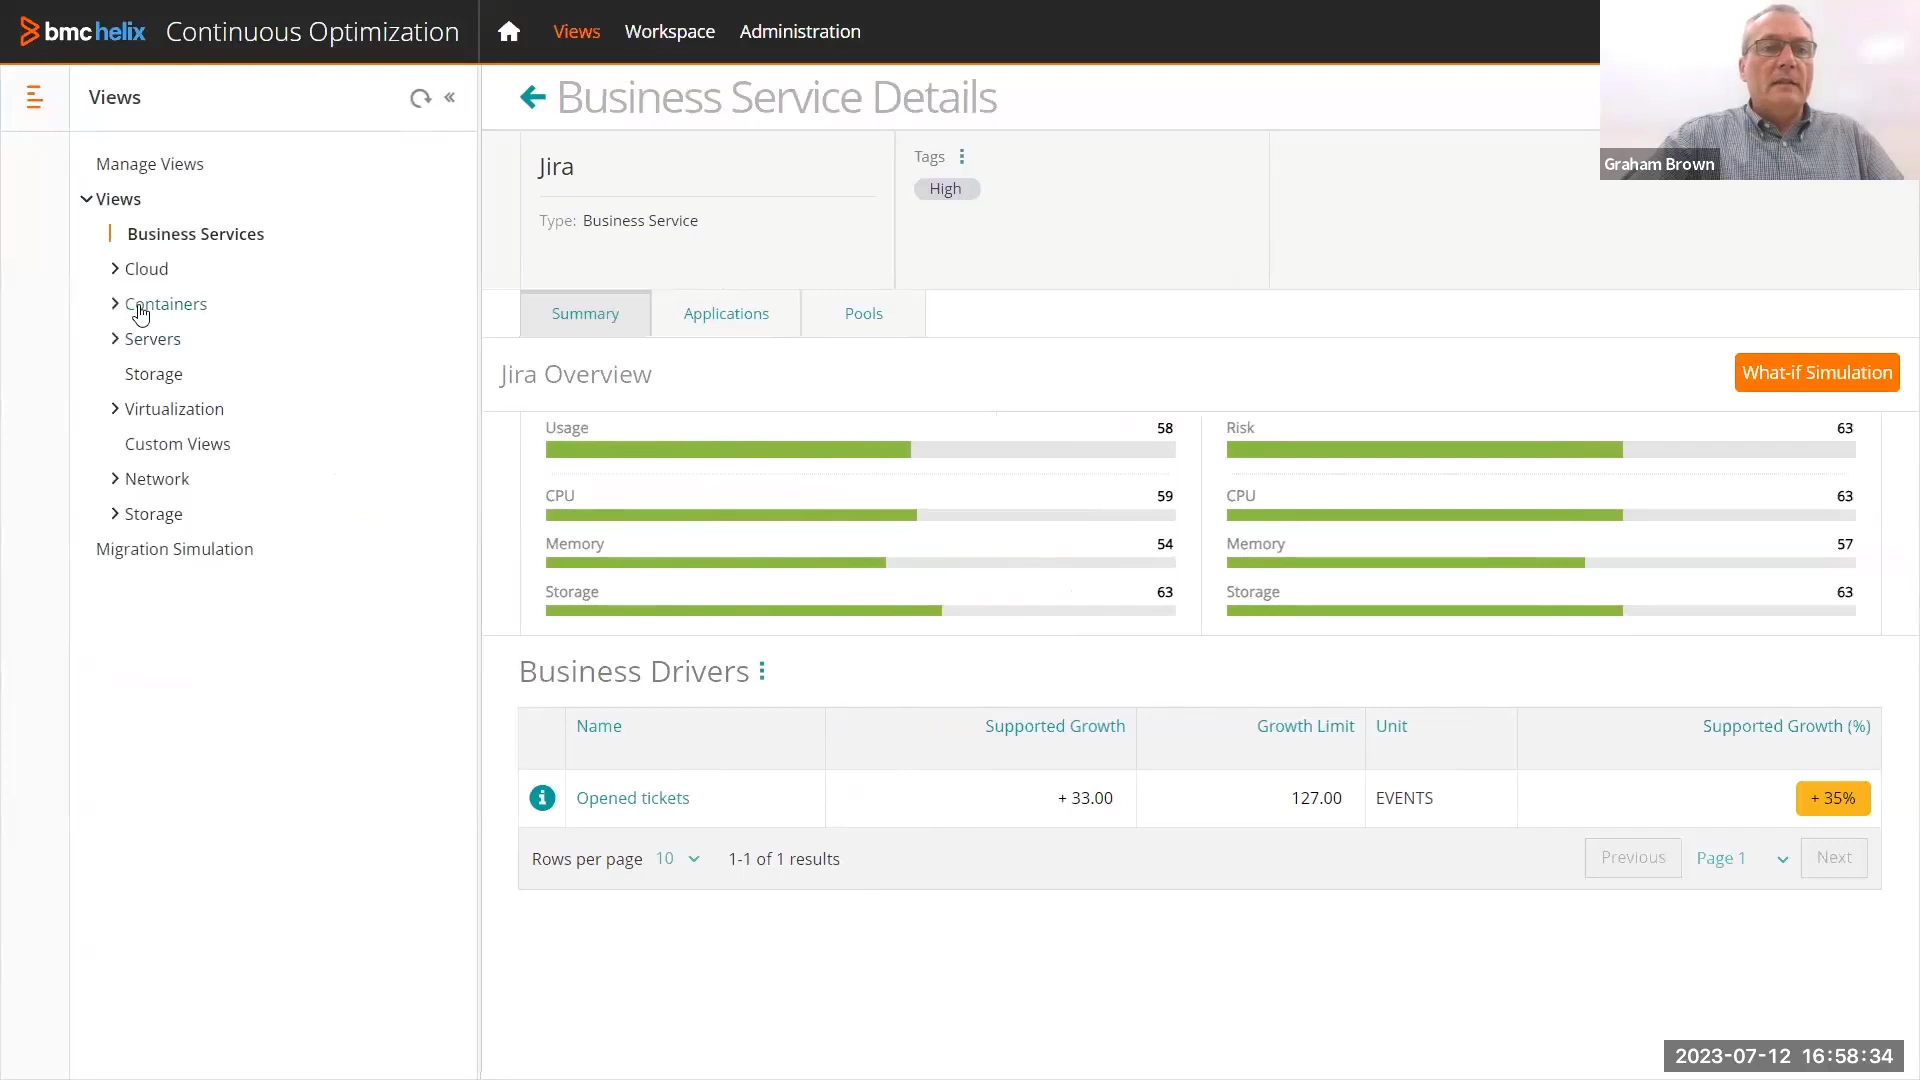 bmc helix Continuous Optimization Views Workspace Administration
Graham Brown
Views
Manage Views
Views
Business Services
Cloud
Containers
Servers
Storage
Virtualization
Custom Views
Network
Storage
Migration Simulation
Business Service Details
Jira
Type: Business Service
Tags
High
Summary Applications Pools
Jira Overview What-if Simulation
Usage 58
CPU 59
Memory 54
Storage 63
Risk 63
CPU 63
Memory 57
Storage 63
Business Drivers
Name Supported Growth Growth Limit Unit Supported Growth (%)
Opened tickets + 33.00 127.00 EVENTS + 35%
Rows per page 10 1-1 of 1 results Previous Page 1 Next
2023-07-12 16:58:34